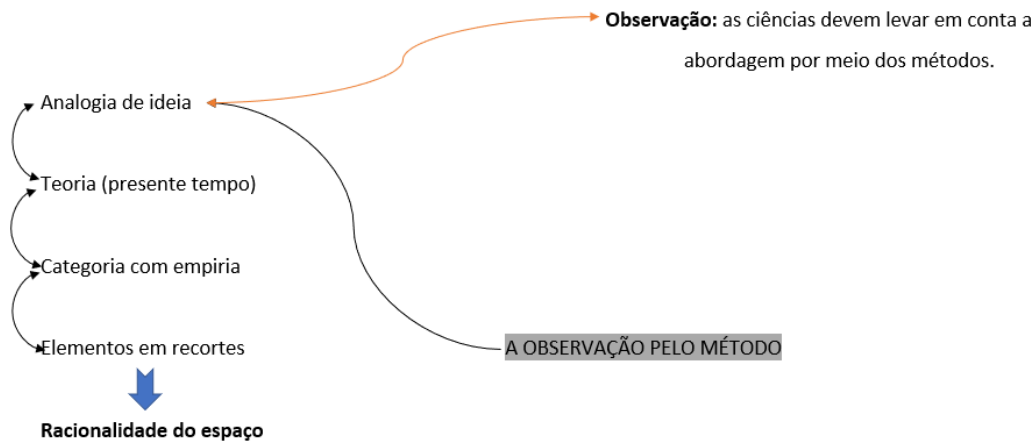 Observação: as ciências devem levar em conta a
abordagem por meio dos métodos.
Analogia de ideia
Teoria (presente tempo)
Categoria com empiria
Elementos em recortes
A OBSERVAÇÃO PELO MÉTODO
Racionalidade do espaço